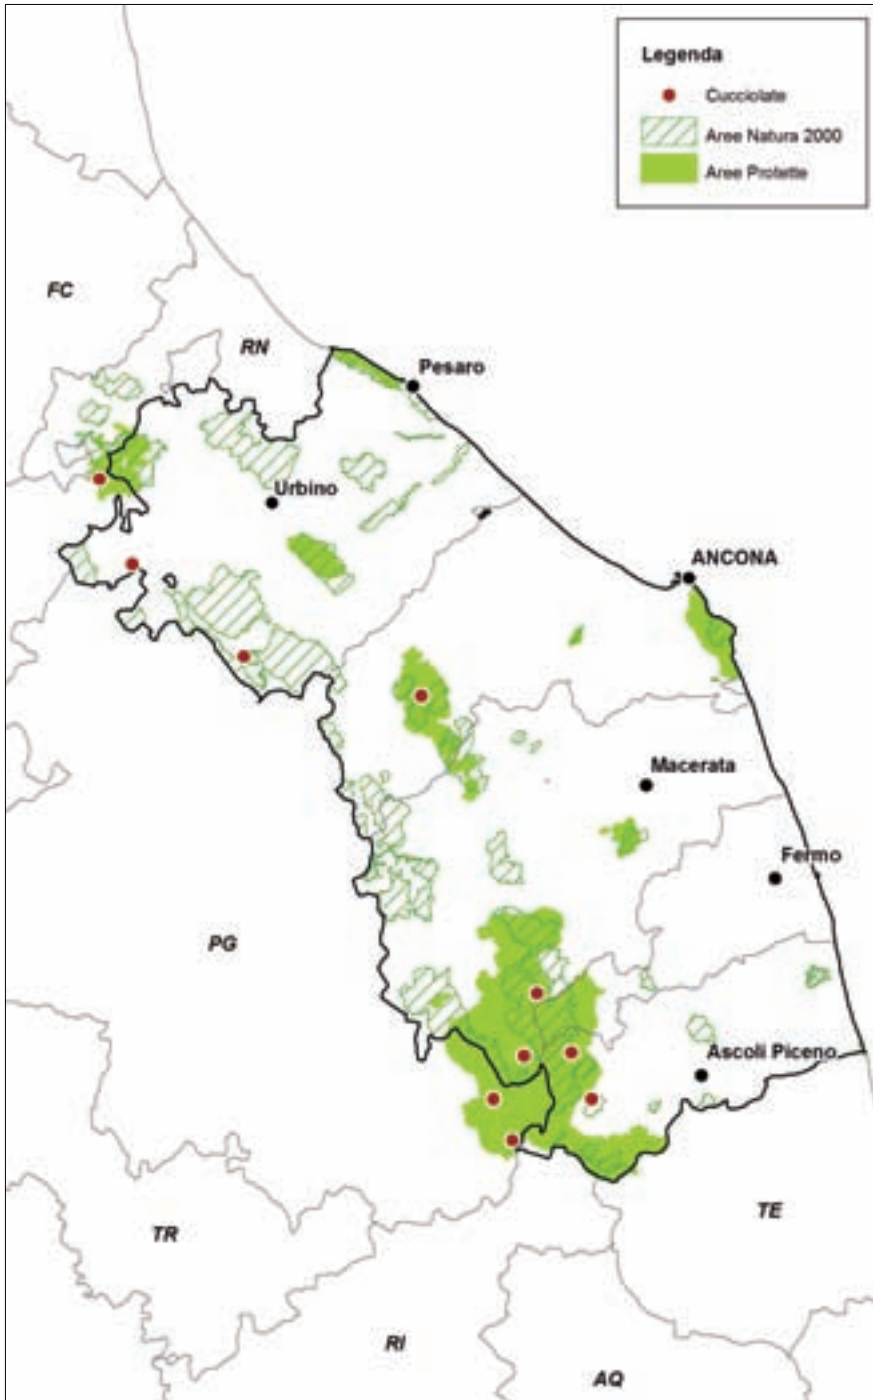 Legenda
Cucciolate
Aree Natura 2000
Aree Protette
FC
RN
Pesaro
Urbino
ANCONA
Macerata
Fermo
PG
Ascoli Piceno
TE
TR
RI
AQ